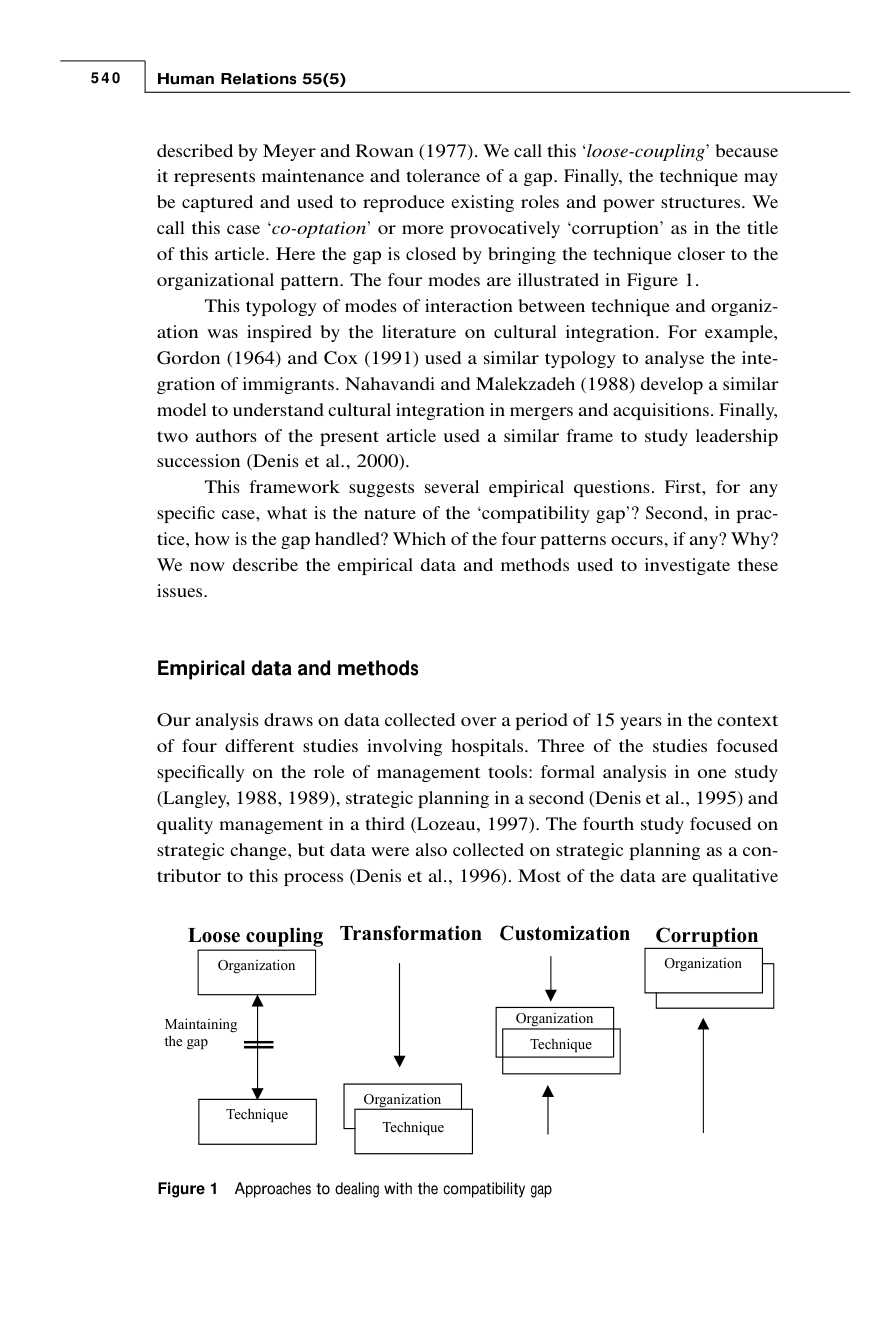 540
Human Relations 55(5)
described by Meyer and Rowan (1977). We call this ‘loose-coupling’ because
it represents maintenance and tolerance of a gap. Finally, the technique may
be captured and used to reproduce existing roles and power structures. We
call this case ‘co-optation’ or more provocatively ‘corruption’ as in the title
of this article. Here the gap is closed by bringing the technique closer to the
organizational pattern. The four modes are illustrated in Figure 1.
This typology of modes of interaction between technique and organiz-
ation was inspired by the literature on cultural integration. For example,
Gordon (1964) and Cox (1991) used a similar typology to analyse the inte-
gration of immigrants. Nahavandi and Malekzadeh (1988) develop a similar
model to understand cultural integration in mergers and acquisitions. Finally,
two authors of the present article used a similar frame to study leadership
succession (Denis et al., 2000).
This framework suggests several empirical questions. First, for any
specific case, what is the nature of the ‘compatibility gap’? Second, in prac-
tice, how is the gap handled? Which of the four patterns occurs, if any? Why?
We now describe the empirical data and methods used to investigate these
issues.
Empirical data and methods
Our analysis draws on data collected over a period of 15 years in the context
of four different studies involving hospitals. Three of the studies focused
specifically on the role of management tools: formal analysis in one study
(Langley, 1988, 1989), strategic planning in a second (Denis et al., 1995) and
quality management in a third (Lozeau, 1997). The fourth study focused on
strategic change, but data were also collected on strategic planning as a con-
tributor to this process (Denis et al., 1996). Most of the data are qualitative
Loose coupling
Organization
Maintaining
the gap
Technique
Transformation
Organization
Technique
Customization
Organization
Technique
Corruption
Organization
Figure 1 Approaches to dealing with the compatibility gap